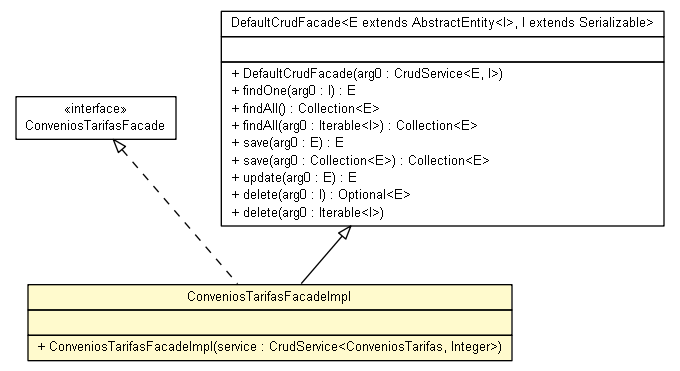 DefaultCrudFacade<E extends AbstractEntity<I>, I extends Serializable>
+ DefaultCrudFacade(arg0 : CrudService<E, I>)
+ findOne(arg0 : I) : E
+ findAll() : Collection<E>
+ findAll(arg0 : Iterable<I>) : Collection<E>
+ save(arg0 : E) : E
+ save(arg0 : Collection<E>) : Collection<E>
+ update(arg0 : E) : E
+ delete(arg0 : I) : Optional<E>
+ delete(arg0 : Iterable<I>)
«interface»
ConveniosTarifasFacade
ConveniosTarifasFacadeImpl
+ ConveniosTarifasFacadeImpl(service : CrudService<ConveniosTarifas, Integer>)